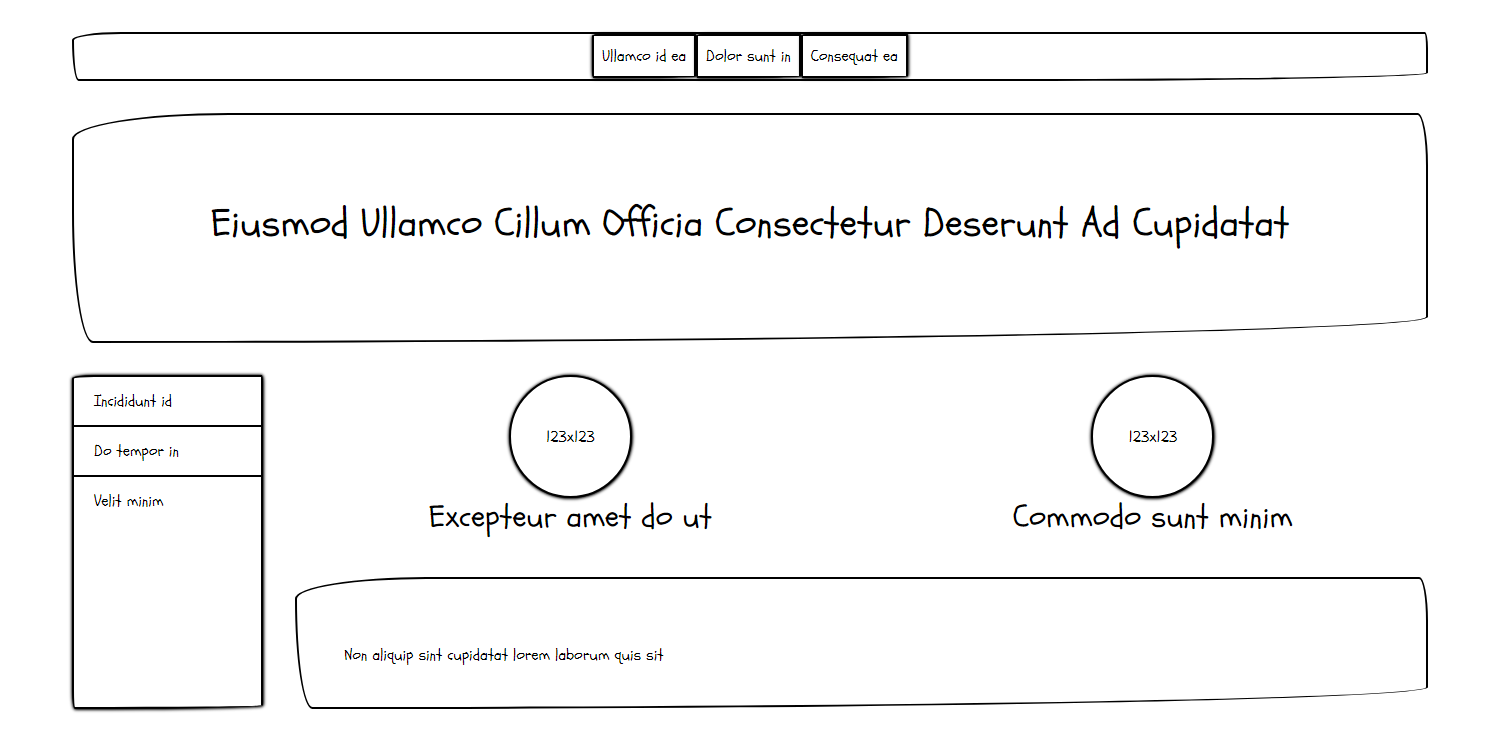 Ullamco id ea Dolor sunt in Consequat ea
Eiusmod Ullamco Cillum Officia Consectetur Deserunt Ad Cupidatat
Incididunt id
Do tempor in
Velit minim
123x123
Excepteur amet do ut
123x123
Commodo sunt minim
Non aliquip sint cupidatat lorem laborum quis sit